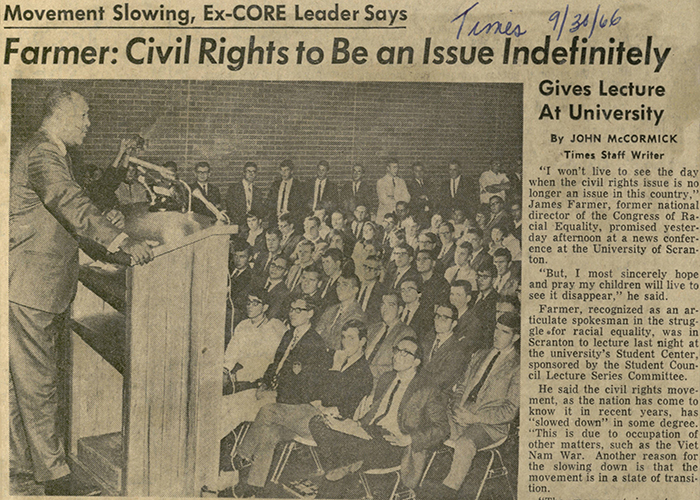 Movement Slowing, Ex-CORE Leader Says
Times 9/30/66
Farmer: Civil Rights to Be an Issue Indefinitely
Gives Lecture
At University
By JOHN McCORMICK
Times Staff Writer
"I won't live to see the day
when the civil rights issue is no
longer an issue in this country,"
James Farmer, former national
director of the Congress of Ra
cial Equality, promised yester-
day afternoon at a news confer-
ence at the University of Scran-
ton.
"But, I most sincerely hope
and pray my children will live to
see it disappear," he said.
Farmer, recognized as an ar-
ticulate spokesman in the strug-
gle for racial equality, was in
Scranton to lecture last night at
the university's Student Center,
sponsored by the Student Coun-
cil Lecture Series Committee.
He said the civil rights move-
ment, as the nation has come to
know it in recent years, has
"slowed down" in some degree.
"This is due to occupation of
other matters, such as the Viet
Nam War. Another reason for
the slowing down is that the
movement is in a state of transi-
tion.